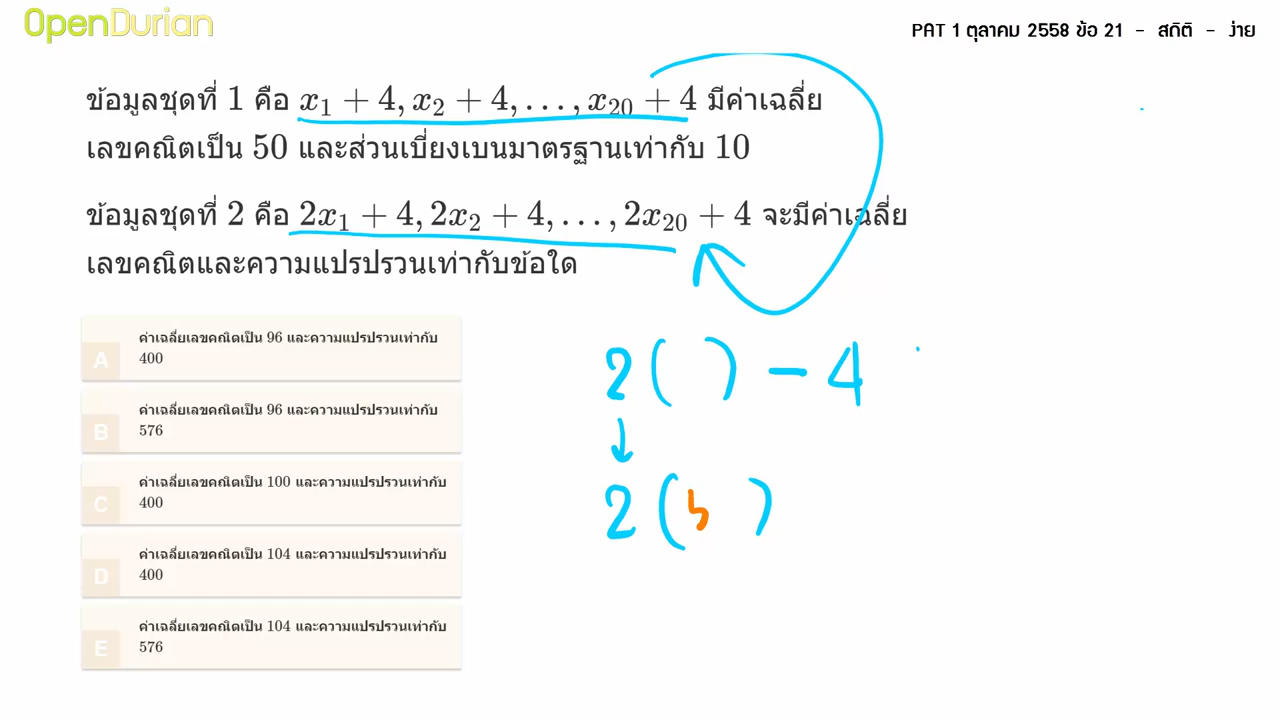 OpenDurian
PAT 1 ตุลาคม 2558 ข้อ 21 - สถิติ - ง่าย
ข้อมูลชุดที่ 1 คือ x₁ + 4, x₂ + 4, . . . , x₂₀ + 4 มีค่าเฉลี่ย
เลขคณิตเป็น 50 และส่วนเบี่ยงเบนมาตรฐานเท่ากับ 10
ข้อมูลชุดที่ 2 คือ 2x₁ + 4, 2x₂ + 4, . . . , 2x₂₀ + 4 จะมีค่าเฉลี่ย
เลขคณิตและความแปรปรวนเท่ากับข้อใด
A ค่าเฉลี่ยเลขคณิตเป็น 96 และความแปรปรวนเท่ากับ
400
B ค่าเฉลี่ยเลขคณิตเป็น 96 และความแปรปรวนเท่ากับ
576
C ค่าเฉลี่ยเลขคณิตเป็น 100 และความแปรปรวนเท่ากับ
400
D ค่าเฉลี่ยเลขคณิตเป็น 104 และความแปรปรวนเท่ากับ
400
E ค่าเฉลี่ยเลขคณิตเป็น 104 และความแปรปรวนเท่ากับ
576
2 ( ) - 4
2 ( )